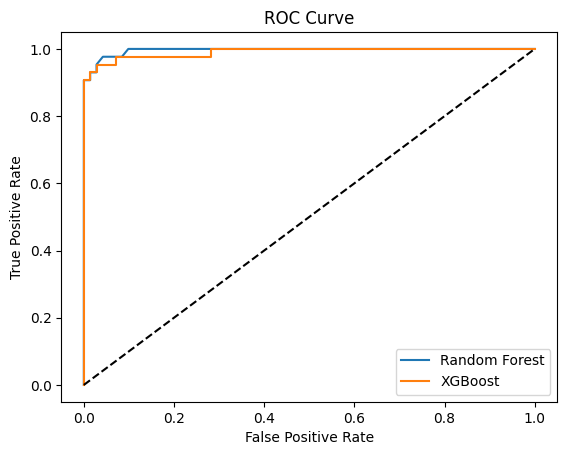 ROC Curve
True Positive Rate
1.0
0.8
0.6
0.4
0.2
0.0
Random Forest
XGBoost
0.0 0.2 0.4 0.6 0.8 1.0
False Positive Rate